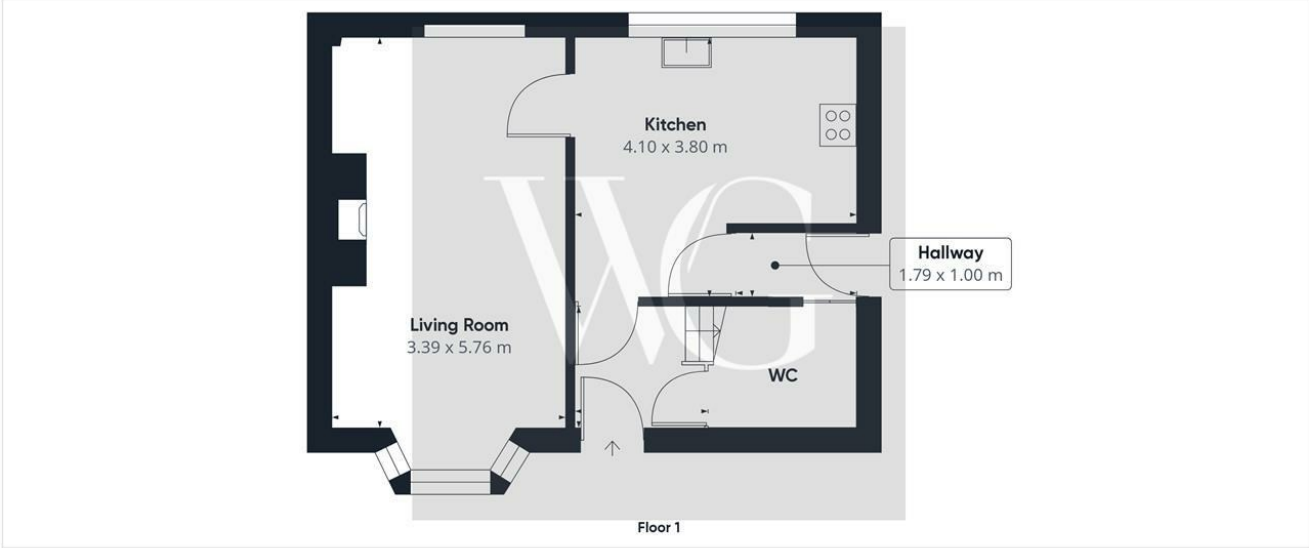 Kitchen
4.10 x 3.80 m
WG
Hallway
1.79 x 1.00 m
Living Room
3.39 x 5.76 m
WC
Floor 1